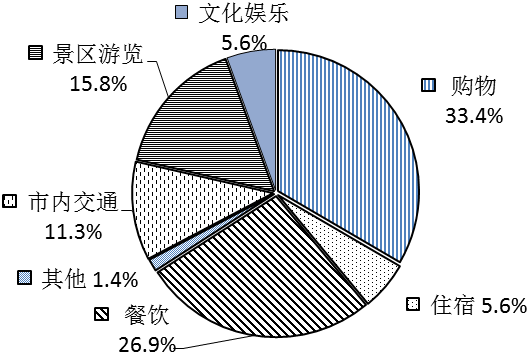 文化娱乐
5.6%
景区游览
15.8%
购物
33.4%
市内交通
11.3%
其他 1.4%
住宿 5.6%
餐饮
26.9%